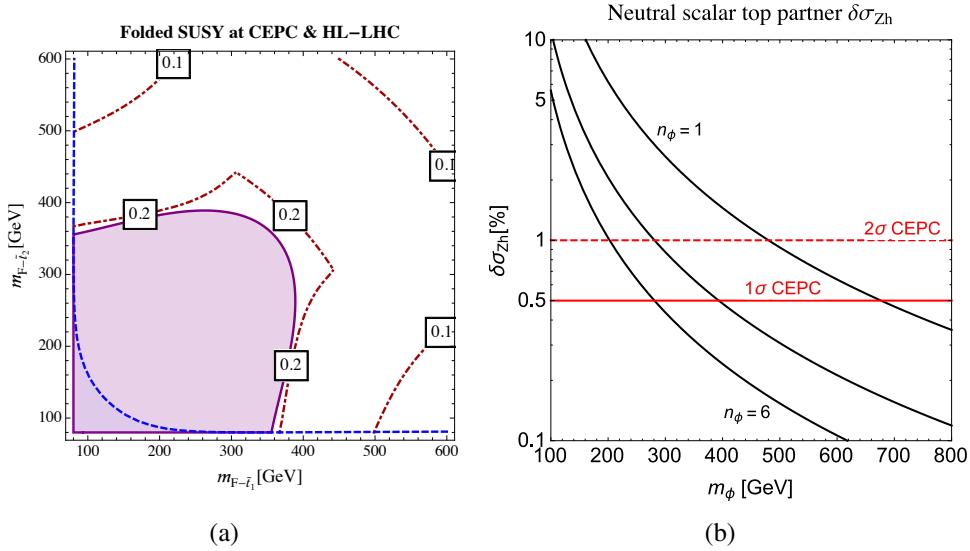 Folded SUSY at CEPC & HL−LHC
600
500
400
300
200
100
100 200 300 400 500 600
m_{F−t̃₂}[GeV]
m_{F−t̃₁}[GeV]
0.1
0.1
0.2
0.2
0.1
0.2
(a)
Neutral scalar top partner δσ_{Zh}
10
5
1
0.5
0.1
100 200 300 400 500 600 700 800
δσ_{Zh}[%]
m_ϕ [GeV]
n_ϕ = 1
2σ CEPC
1σ CEPC
n_ϕ = 6
(b)